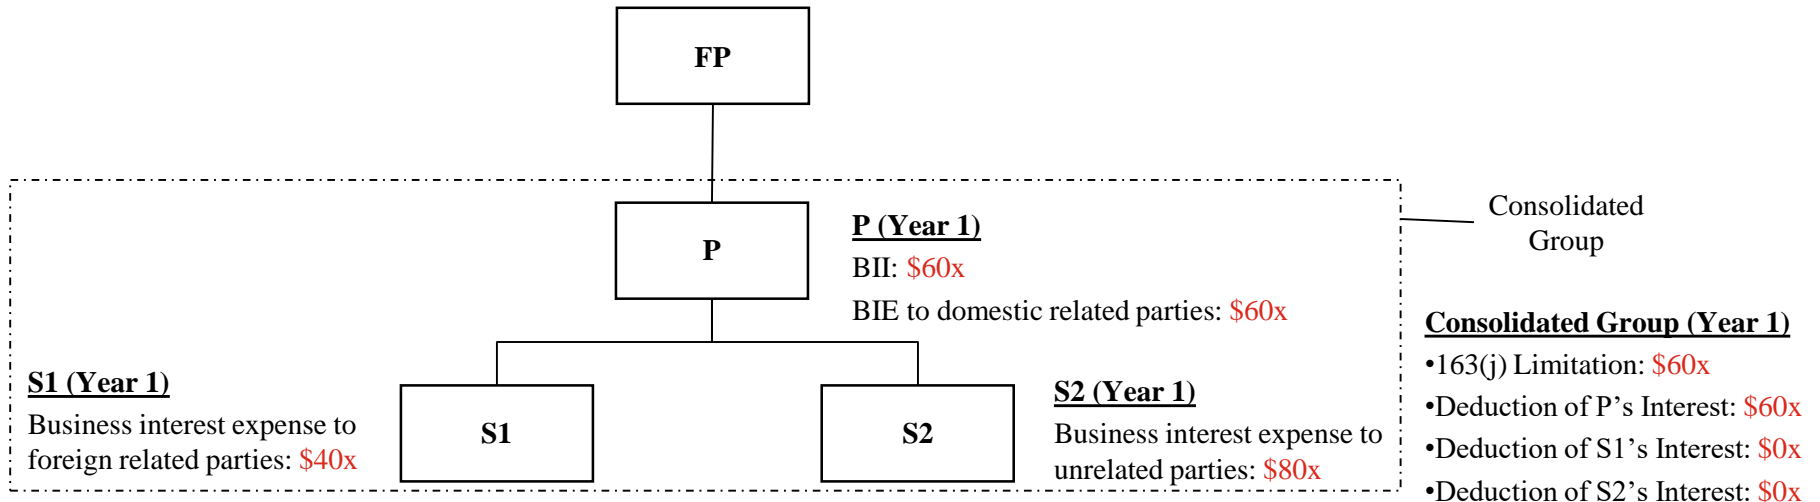 FP
Consolidated
Group
P
P (Year 1)
BII: $60x
BIE to domestic related parties: $60x
Consolidated Group (Year 1)
•163(j) Limitation: $60x
•Deduction of P's Interest: $60x
•Deduction of S1's Interest: $0x
•Deduction of S2's Interest: $0x
S1 (Year 1)
Business interest expense to
foreign related parties: $40x
S1
S2
S2 (Year 1)
Business interest expense to
unrelated parties: $80x